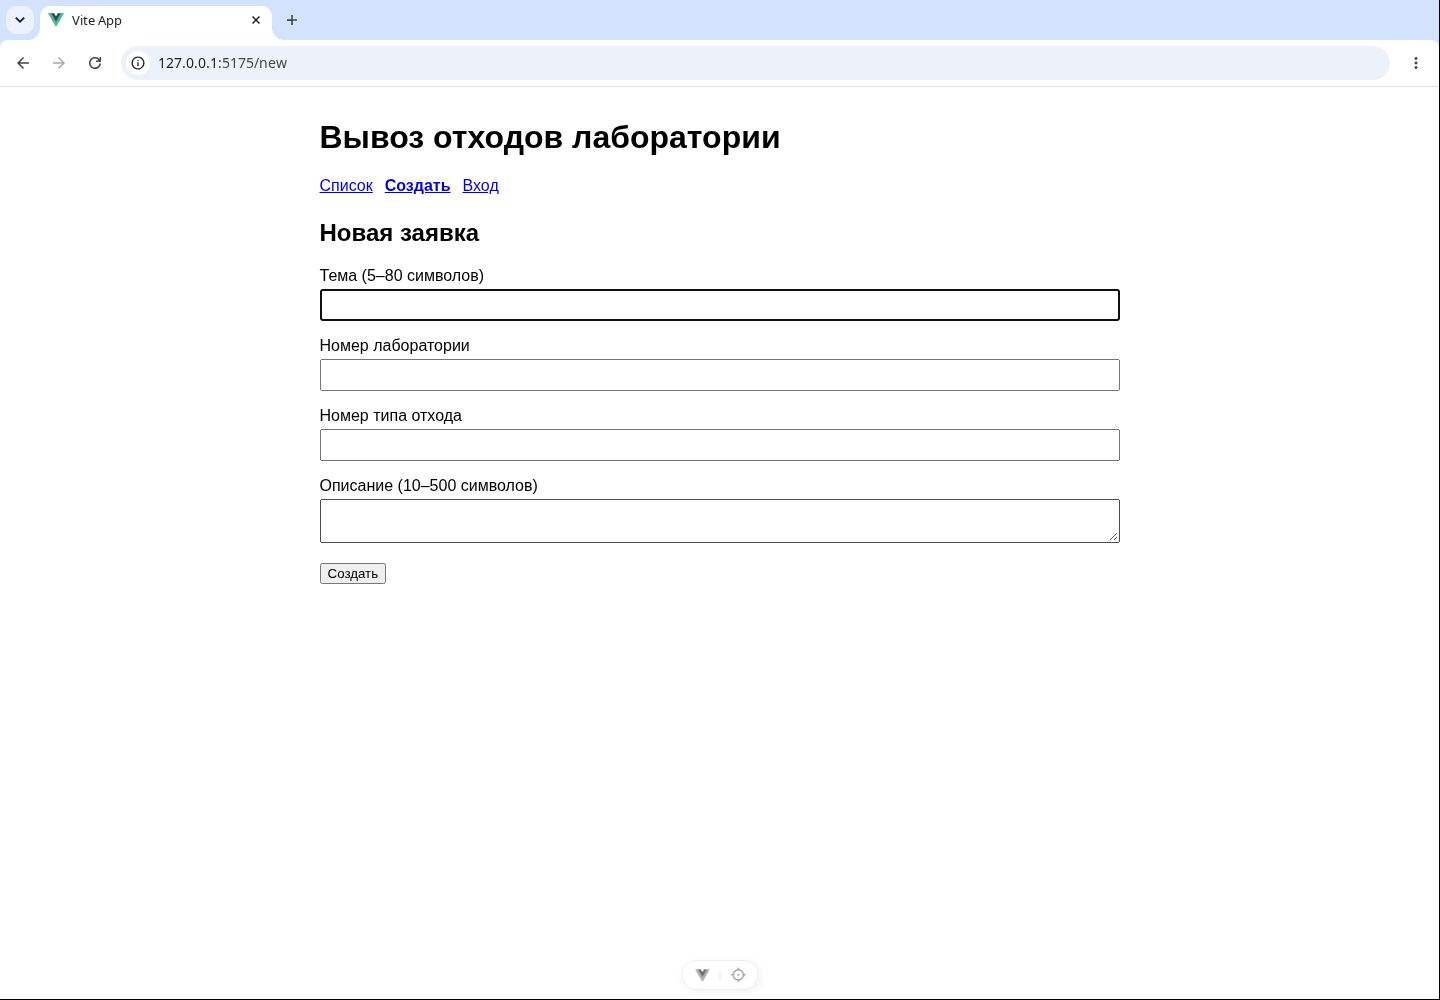 Vite App
127.0.0.1:5175/new
Вывоз отходов лаборатории
Список Создать Вход
Новая заявка
Тема (5–80 символов)
Номер лаборатории
Номер типа отхода
Описание (10–500 символов)
Создать